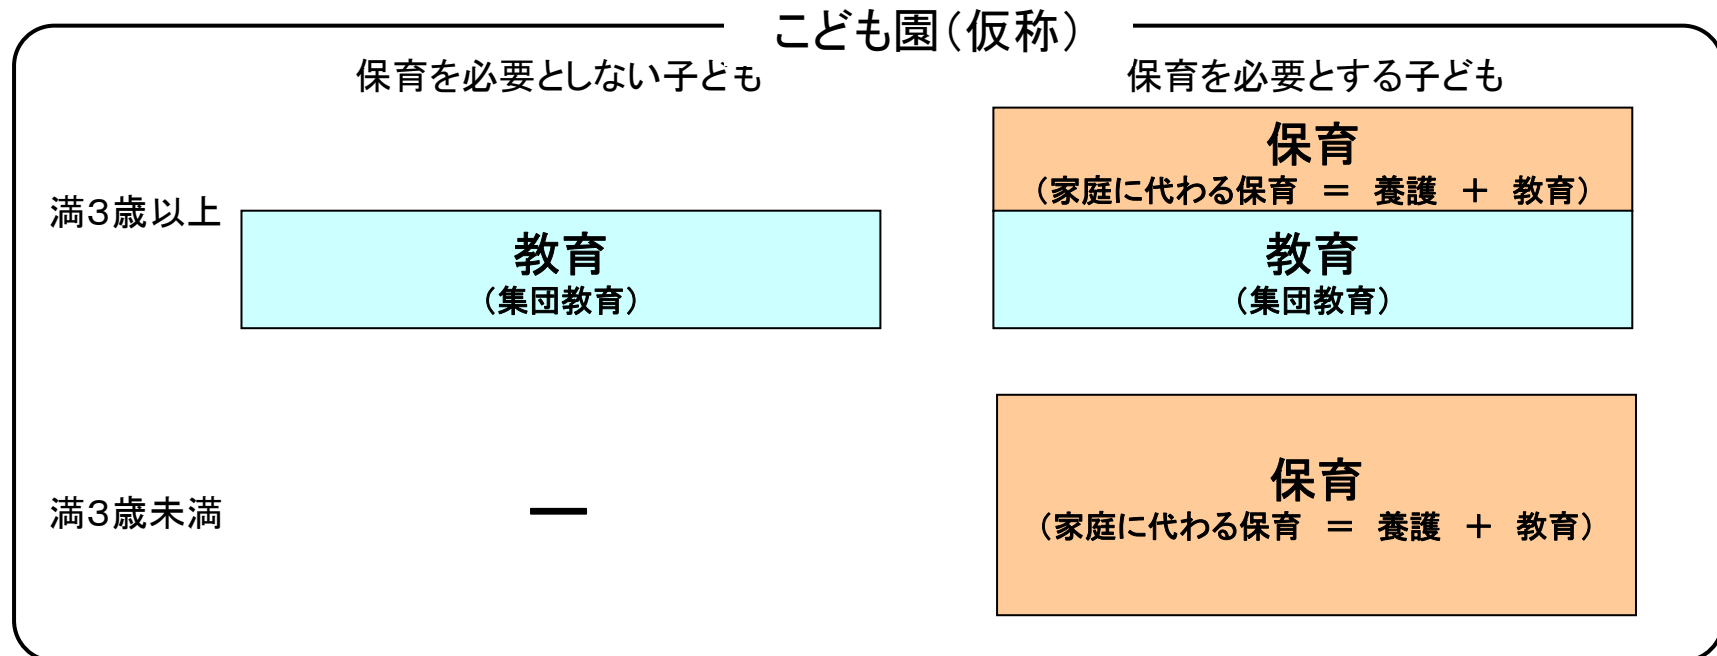 こども園（仮称）
保育を必要としない子ども
保育を必要とする子ども
満３歳以上
教育
（集団教育）
保育
（家庭に代わる保育　＝　養護　＋　教育）
教育
（集団教育）
満３歳未満
―
保育
（家庭に代わる保育　＝　養護　＋　教育）